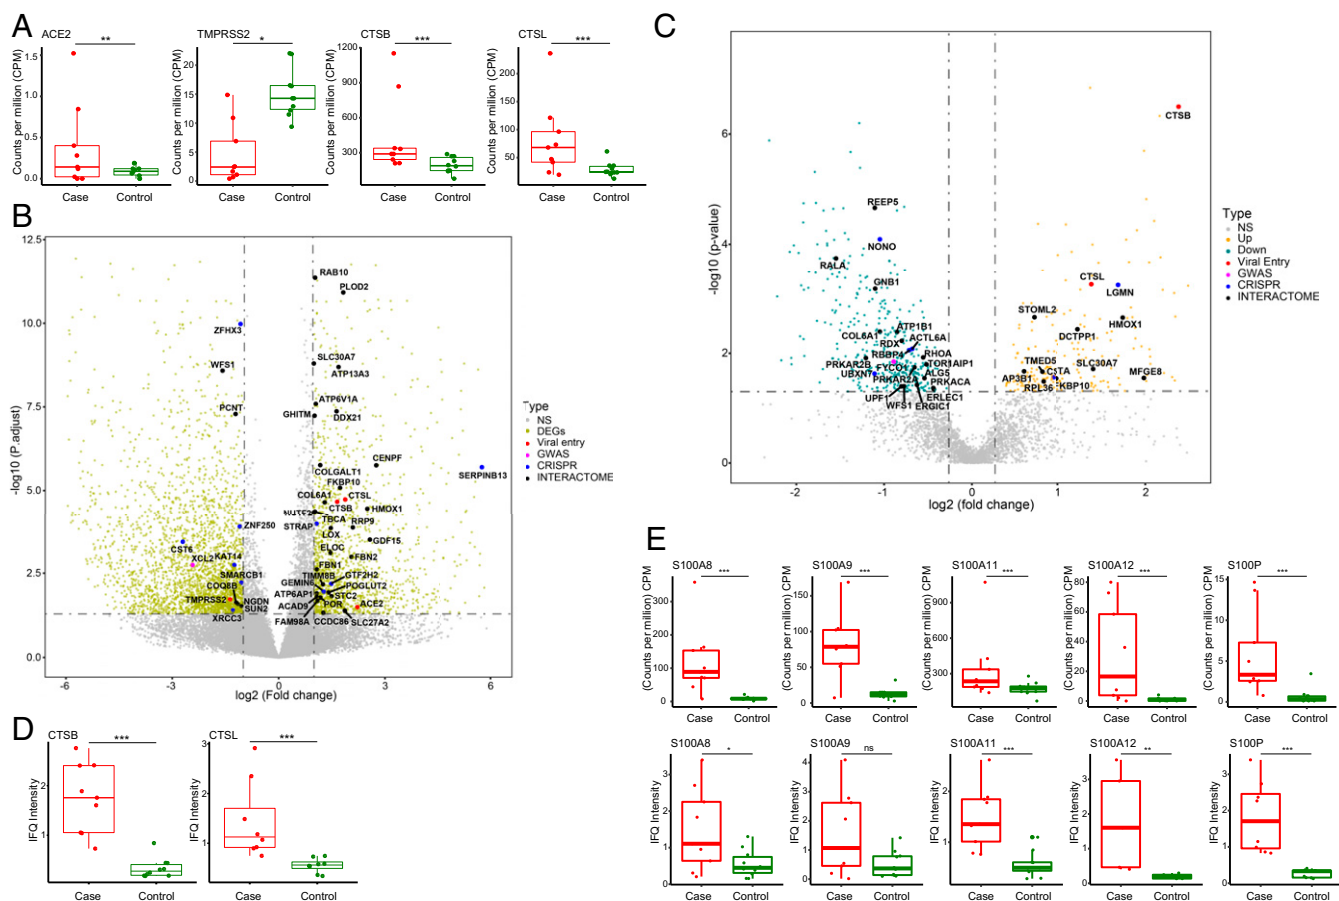 A
ACE2
**
Counts per million (CPM)
1.5
1.0
0.5
0.0
Case
Control
TMPRSS2
*
Counts per million (CPM)
20
15
10
5
0
Case
Control
CTSB
***
Counts per million (CPM)
1200
900
600
300
Case
Control
CTSL
***
Counts per million (CPM)
200
150
100
50
Case
Control
B
12.5
10.0
7.5
5.0
2.5
0.0
-log10 (P.adjust)
-6
-3
0
3
6
log2 (Fold change)
RAB10
PLOD2
ZFHX3
SLC30A7
WFS1
ATP13A3
ATP6V1A
PCNT
GHITM
DDX21
CENPF
COLGALT1
SERPINB13
FKBP10
COL6A1
CTSL
CTSB
HMOX1
TBCA
RRP9
ZNF250
STRAP
LOX
GDF15
CST6
ELOC
XCL2
KAT14
FBN2
FBN1
SMARCB1
TIMM8B
GTF2H2
GEMIN6
COQ8B
POGLUT2
ATP6AP1
STC2
TMPRSS2
NGDN
SUN2
ACAD9
POR
ACE2
XRCC3
FAM98A
CCDC86
SLC27A2
Type
NS
DEGs
Viral entry
GWAS
CRISPR
INTERACTOME
C
6
4
2
0
-log10 (p-value)
-2
-1
0
1
2
log2 (fold change)
CTSB
REEP5
NONO
RALA
CTSL
GNB1
LGMN
STOML2
HMOX1
ATP1B1
COL6A1
ACTL6A
DCTPP1
RDX
RBBP4
RHOA
TMED5
SLC30A7
PRKAR2B
FYCO1
TOR1AIP1
CSTA
MFGE8
UBXN7
ALG5
AP3B1
PRKAR2A
PRKACA
RPL36
FKBP10
UPF1
ERLEC1
WFS1
ERGIC1
Type
NS
Up
Down
Viral Entry
GWAS
CRISPR
INTERACTOME
D
CTSB
***
IFQ Intensity
2
1
Case
Control
CTSL
***
IFQ Intensity
3
2
1
Case
Control
E
S100A8
***
(Counts per million) CPM
300
200
100
0
Case
Control
S100A9
***
(Counts per million) CPM
150
100
50
0
Case
Control
S100A11
***
(Counts per million) CPM
900
600
300
Case
Control
S100A12
***
(Counts per million) CPM
80
60
40
20
0
Case
Control
S100P
***
(Counts per million) CPM
15
10
5
0
Case
Control
S100A8
*
IFQ Intensity
3
2
1
0
Case
Control
S100A9
ns
IFQ Intensity
4
3
2
1
0
Case
Control
S100A11
***
IFQ Intensity
2
1
0
Case
Control
S100A12
**
IFQ Intensity
3
2
1
0
Case
Control
S100P
***
IFQ Intensity
3
2
1
0
Case
Control